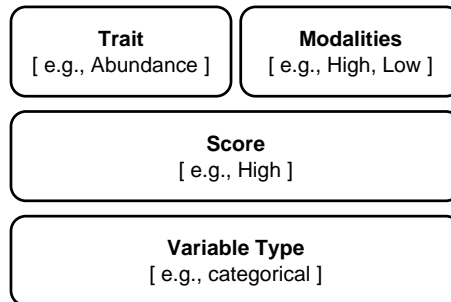 Trait
[ e.g., Abundance ]
Modalities
[ e.g., High, Low ]
Score
[ e.g., High ]
Variable Type
[ e.g., categorical ]